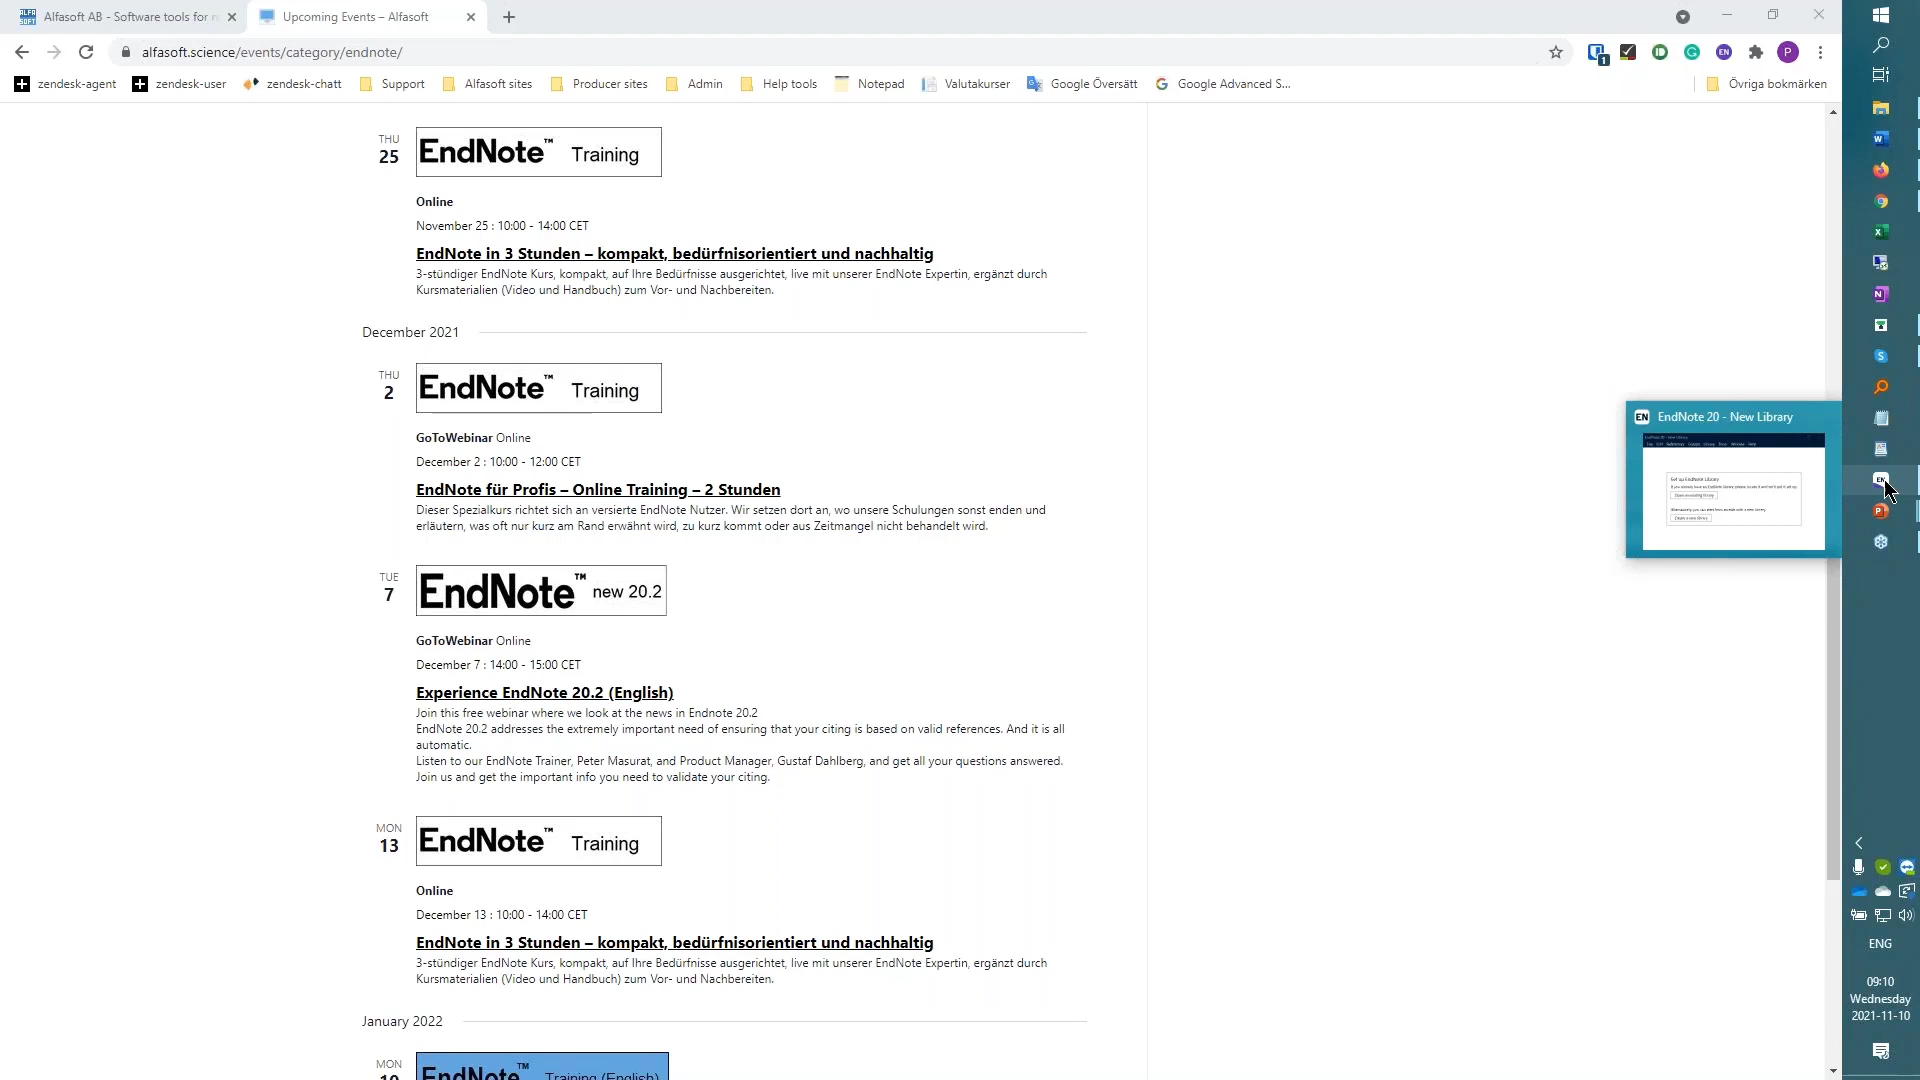 Alfasoft AB - Software tools for
Upcoming Events – Alfasoft
alfasoft.science/events/category/endnote/
zendesk-agent
zendesk-user
zendesk-chatt
Support
Alfasoft sites
Producer sites
Admin
Help tools
Notepad
Valutakurser
Google Översätt
Google Advanced S...
Övriga bokmärken
THU
25
EndNote™ Training
Online
November 25 : 10:00 - 14:00 CET
EndNote in 3 Stunden – kompakt, bedürfnisorientiert und nachhaltig
3-stündiger EndNote Kurs, kompakt, auf Ihre Bedürfnisse ausgerichtet, live mit unserer EndNote Expertin, ergänzt durch
Kursmaterialien (Video und Handbuch) zum Vor- und Nachbereiten.
December 2021
THU
2
EndNote™ Training
GoToWebinar Online
December 2 : 10:00 - 12:00 CET
EndNote für Profis – Online Training – 2 Stunden
Dieser Spezialkurs richtet sich an versierte EndNote Nutzer. Wir setzen dort an, wo unsere Schulungen sonst enden und
erläutern, was oft nur kurz am Rand erwähnt wird, zu kurz kommt oder aus Zeitmangel nicht behandelt wird.
TUE
7
EndNote™ new 20.2
GoToWebinar Online
December 7 : 14:00 - 15:00 CET
Experience EndNote 20.2 (English)
Join this free webinar where we look at the news in Endnote 20.2
EndNote 20.2 addresses the extremely important need of ensuring that your citing is based on valid references. And it is all
automatic.
Listen to our EndNote Trainer, Peter Masurat, and Product Manager, Gustaf Dahlberg, and get all your questions answered.
Join us and get the important info you need to validate your citing.
MON
13
EndNote™ Training
Online
December 13 : 10:00 - 14:00 CET
EndNote in 3 Stunden – kompakt, bedürfnisorientiert und nachhaltig
3-stündiger EndNote Kurs, kompakt, auf Ihre Bedürfnisse ausgerichtet, live mit unserer EndNote Expertin, ergänzt durch
Kursmaterialien (Video und Handbuch) zum Vor- und Nachbereiten.
January 2022
MON
10
EndNote™ Training (English)
EN EndNote 20 - New Library
ENG
09:10
Wednesday
2021-11-10